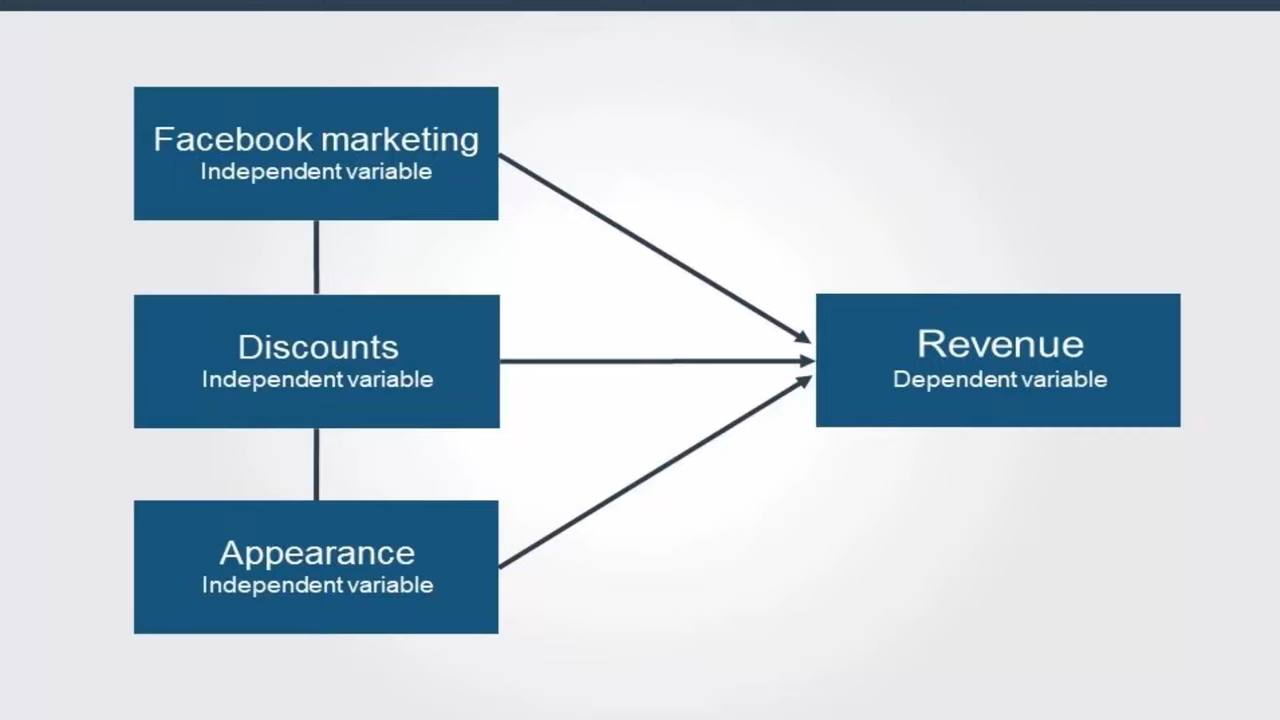 Facebook marketing
Independent variable
Discounts
Independent variable
Revenue
Dependent variable
Appearance
Independent variable